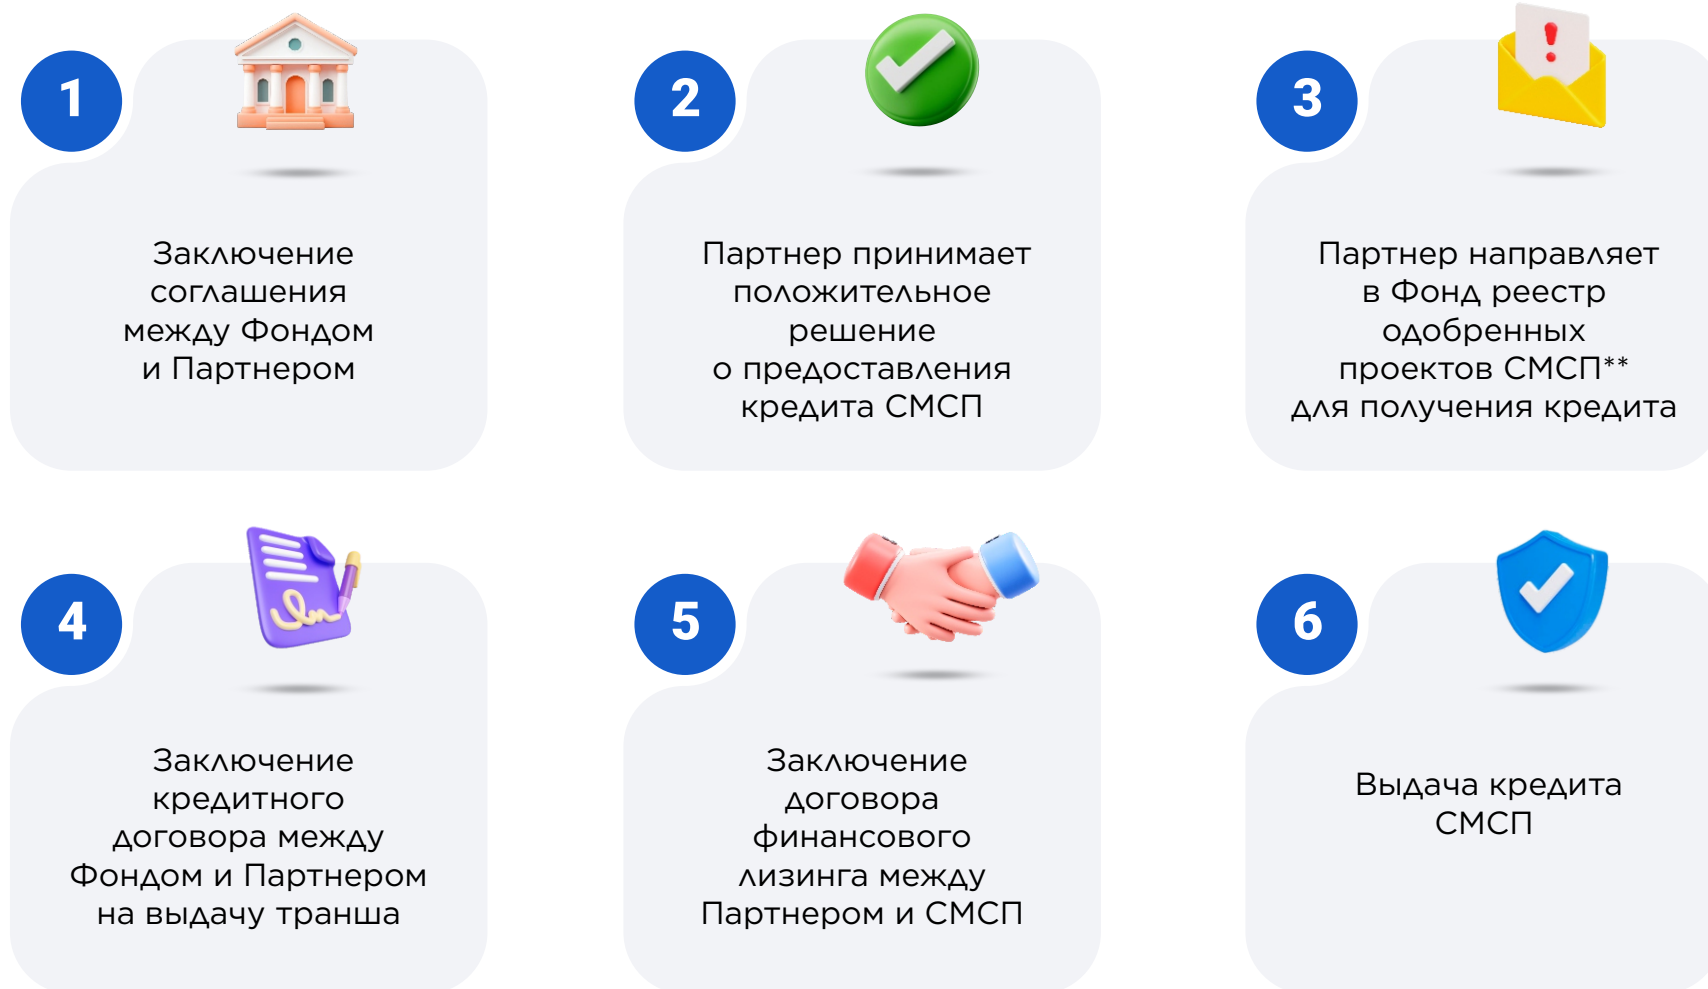 1
Заключение
соглашения
между Фондом
и Партнером
2
Партнер принимает
положительное
решение
о предоставления
кредита СМСП
3
Партнер направляет
в Фонд реестр
одобренных
проектов СМСП**
для получения кредита
4
Заключение
кредитного
договора между
Фондом и Партнером
на выдачу транша
5
Заключение
договора
финансового
лизинга между
Партнером и СМСП
6
Выдача кредита
СМСП